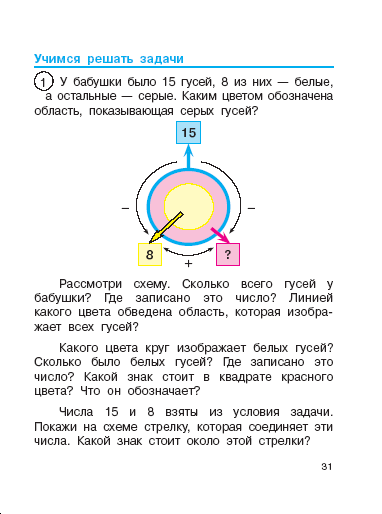 Учимся решать задачи
1 У бабушки было 15 гусей, 8 из них — белые,
а остальные — серые. Каким цветом обозначена
область, показывающая серых гусей?
15
– –
8 ?
+
Рассмотри схему. Сколько всего гусей у
бабушки? Где записано это число? Линией
какого цвета обведена область, которая изобра-
жает всех гусей?
Какого цвета круг изображает белых гусей?
Сколько было белых гусей? Где записано это
число? Какой знак стоит в квадрате красного
цвета? Что он обозначает?
Числа 15 и 8 взяты из условия задачи.
Покажи на схеме стрелку, которая соединяет эти
числа. Какой знак стоит около этой стрелки?
31